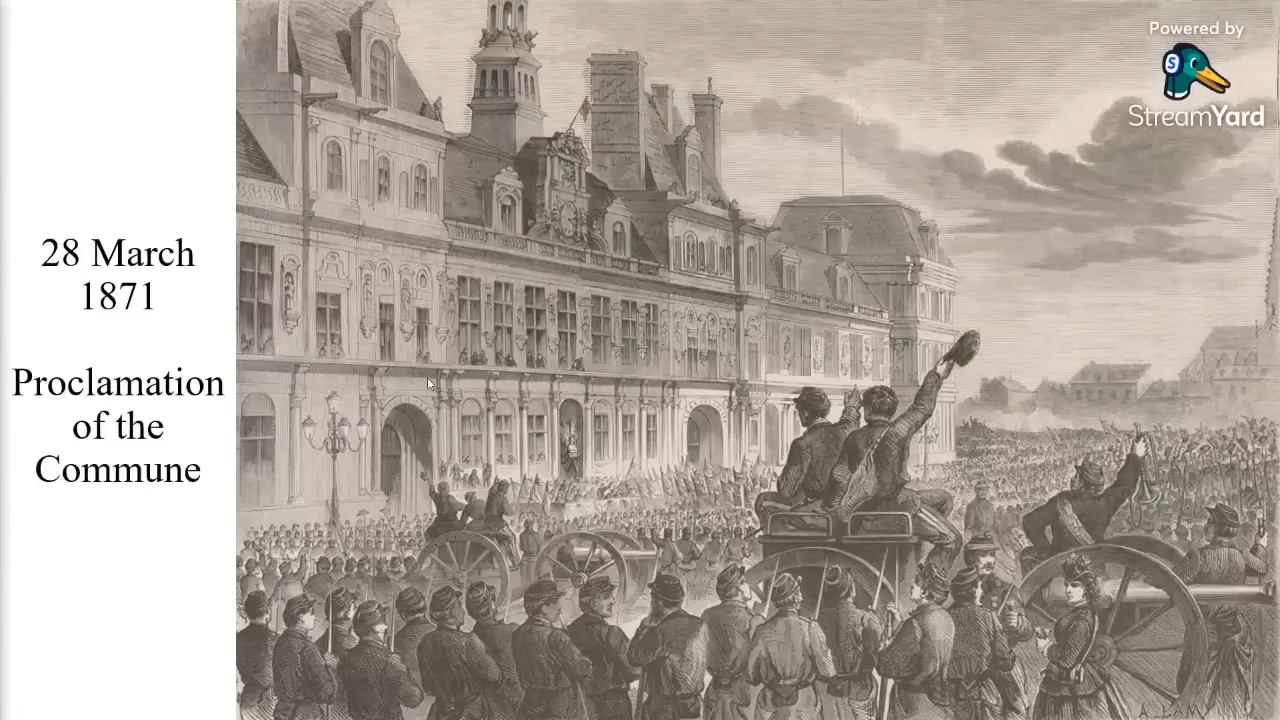 28 March
1871
Proclamation
of the
Commune
Powered by
S
StreamYard